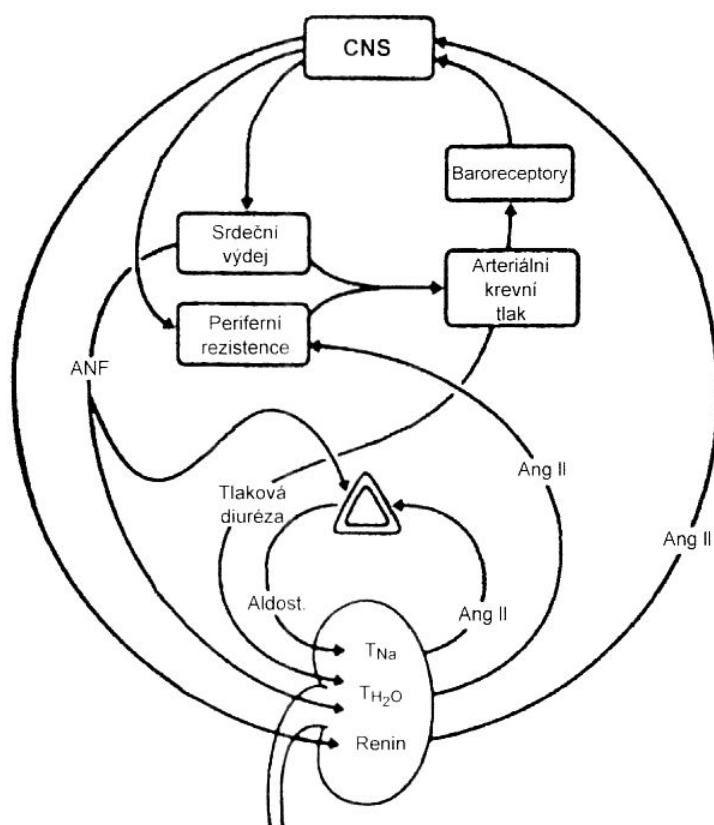 CNS
Baroreceptory
Srdeční
výdej
Arteriální
krevní
tlak
Periferní
rezistence
ANF
Ang II
Tlaková
diuréza
Ang II
Aldost.
Ang II
TNa
TH2O
Renin